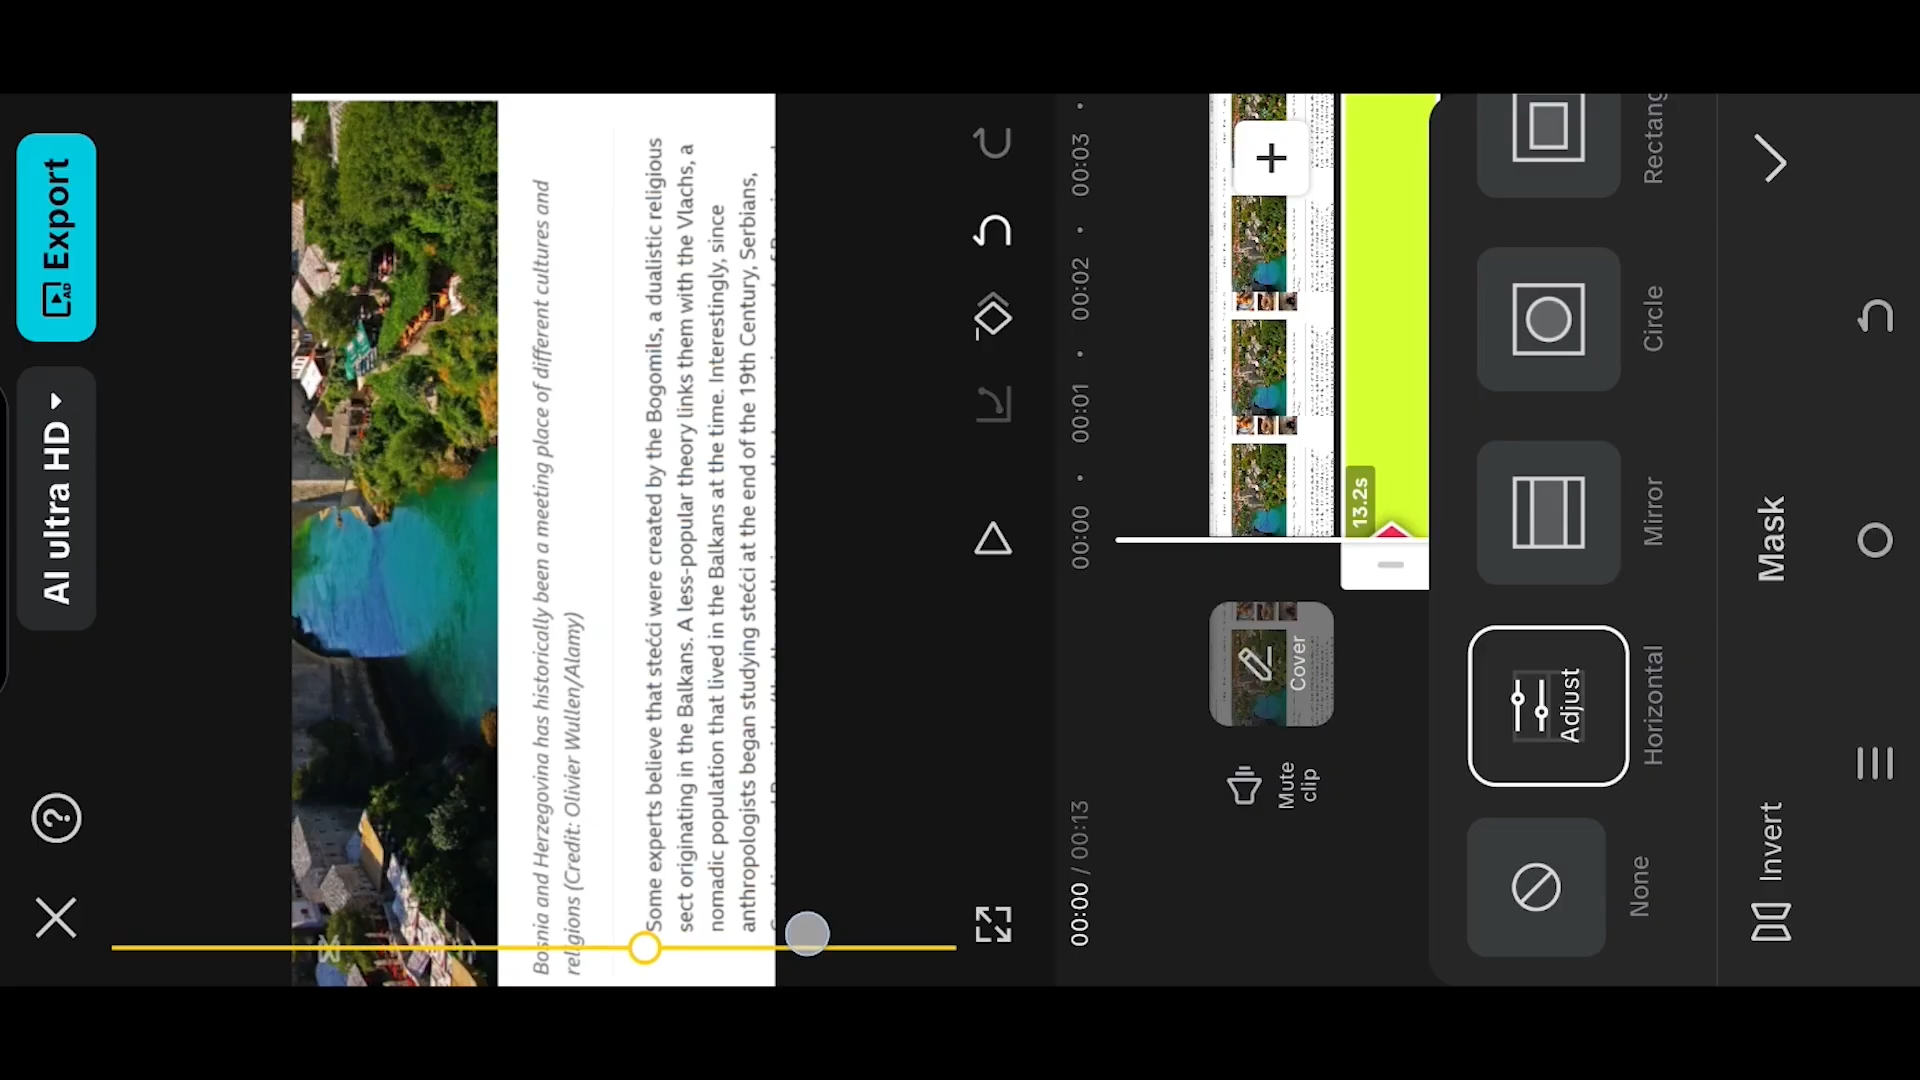 AI ultra HD
Export
Bosnia and Herzegovina has historically been a meeting place of different cultures and
religions (Credit: Olivier Wullen/Alamy)
Some experts believe that stećci were created by the Bogomils, a dualistic religious
sect originating in the Balkans. A less-popular theory links them with the Vlachs, a
nomadic population that lived in the Balkans at the time. Interestingly, since
anthropologists began studying stećci at the end of the 19th Century, Serbians,
00:00 / 00:13
00:00
00:01
00:02
00:03
Mute
clip
Cover
13.2s
None
Adjust
Horizontal
Mirror
Circle
Rectang
Invert
Mask